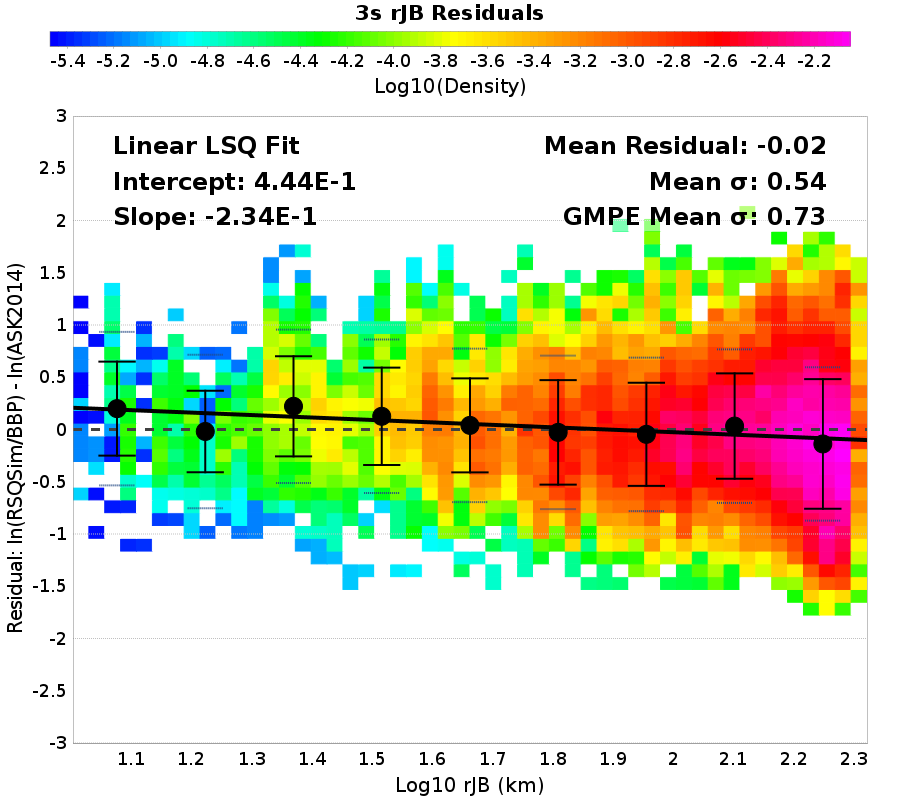 3s rJB Residuals
-5.4 -5.2 -5.0 -4.8 -4.6 -4.4 -4.2 -4.0 -3.8 -3.6 -3.4 -3.2 -3.0 -2.8 -2.6 -2.4 -2.2
Log10(Density)
Linear LSQ Fit
Intercept: 4.44E-1
Slope: -2.34E-1
Mean Residual: -0.02
Mean σ: 0.54
GMPE Mean σ: 0.73
Residual: ln(RSQSim/BBP) - ln(ASK2014)
3
2.5
2
1.5
1
0.5
0
-0.5
-1
-1.5
-2
-2.5
-3
1.1 1.2 1.3 1.4 1.5 1.6 1.7 1.8 1.9 2 2.1 2.2 2.3
Log10 rJB (km)